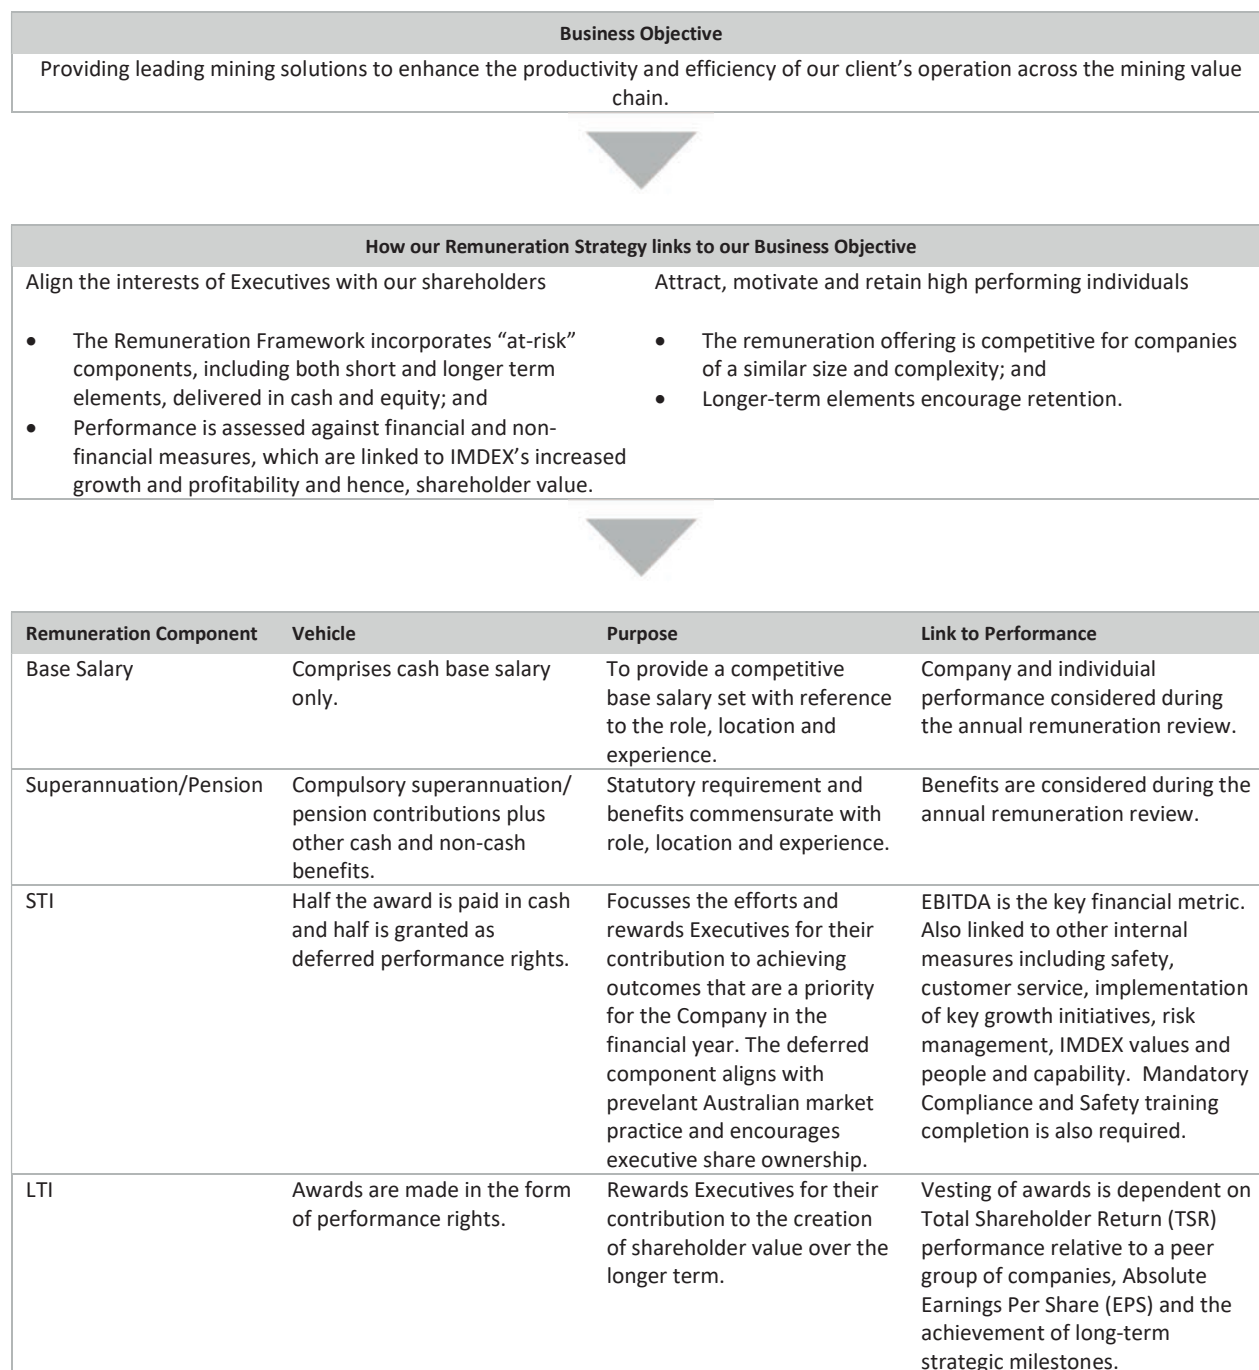 Business Objective
Providing leading mining solutions to enhance the productivity and efficiency of our client's operation across the mining value
chain.
How our Remuneration Strategy links to our Business Objective
Align the interests of Executives with our shareholders
• The Remuneration Framework incorporates “at-risk”
components, including both short and longer term
elements, delivered in cash and equity; and
• Performance is assessed against financial and non-
financial measures, which are linked to IMDEX’s increased
growth and profitability and hence, shareholder value.
Attract, motivate and retain high performing individuals
• The remuneration offering is competitive for companies
of a similar size and complexity; and
• Longer-term elements encourage retention.
Remuneration Component Vehicle Purpose Link to Performance
Base Salary
Comprises cash base salary
only.
To provide a competitive
base salary set with reference
to the role, location and
experience.
Company and individuial
performance considered during
the annual remuneration review.
Superannuation/Pension
Compulsory superannuation/
pension contributions plus
other cash and non-cash
benefits.
Statutory requirement and
benefits commensurate with
role, location and experience.
Benefits are considered during the
annual remuneration review.
STI
Half the award is paid in cash
and half is granted as
deferred performance rights.
Focusses the efforts and
rewards Executives for their
contribution to achieving
outcomes that are a priority
for the Company in the
financial year. The deferred
component aligns with
prevelant Australian market
practice and encourages
executive share ownership.
EBITDA is the key financial metric.
Also linked to other internal
measures including safety,
customer service, implementation
of key growth initiatives, risk
management, IMDEX values and
people and capability.  Mandatory
Compliance and Safety training
completion is also required.
LTI
Awards are made in the form
of performance rights.
Rewards Executives for their
contribution to the creation
of shareholder value over the
longer term.
Vesting of awards is dependent on
Total Shareholder Return (TSR)
performance relative to a peer
group of companies, Absolute
Earnings Per Share (EPS) and the
achievement of long-term
strategic milestones.